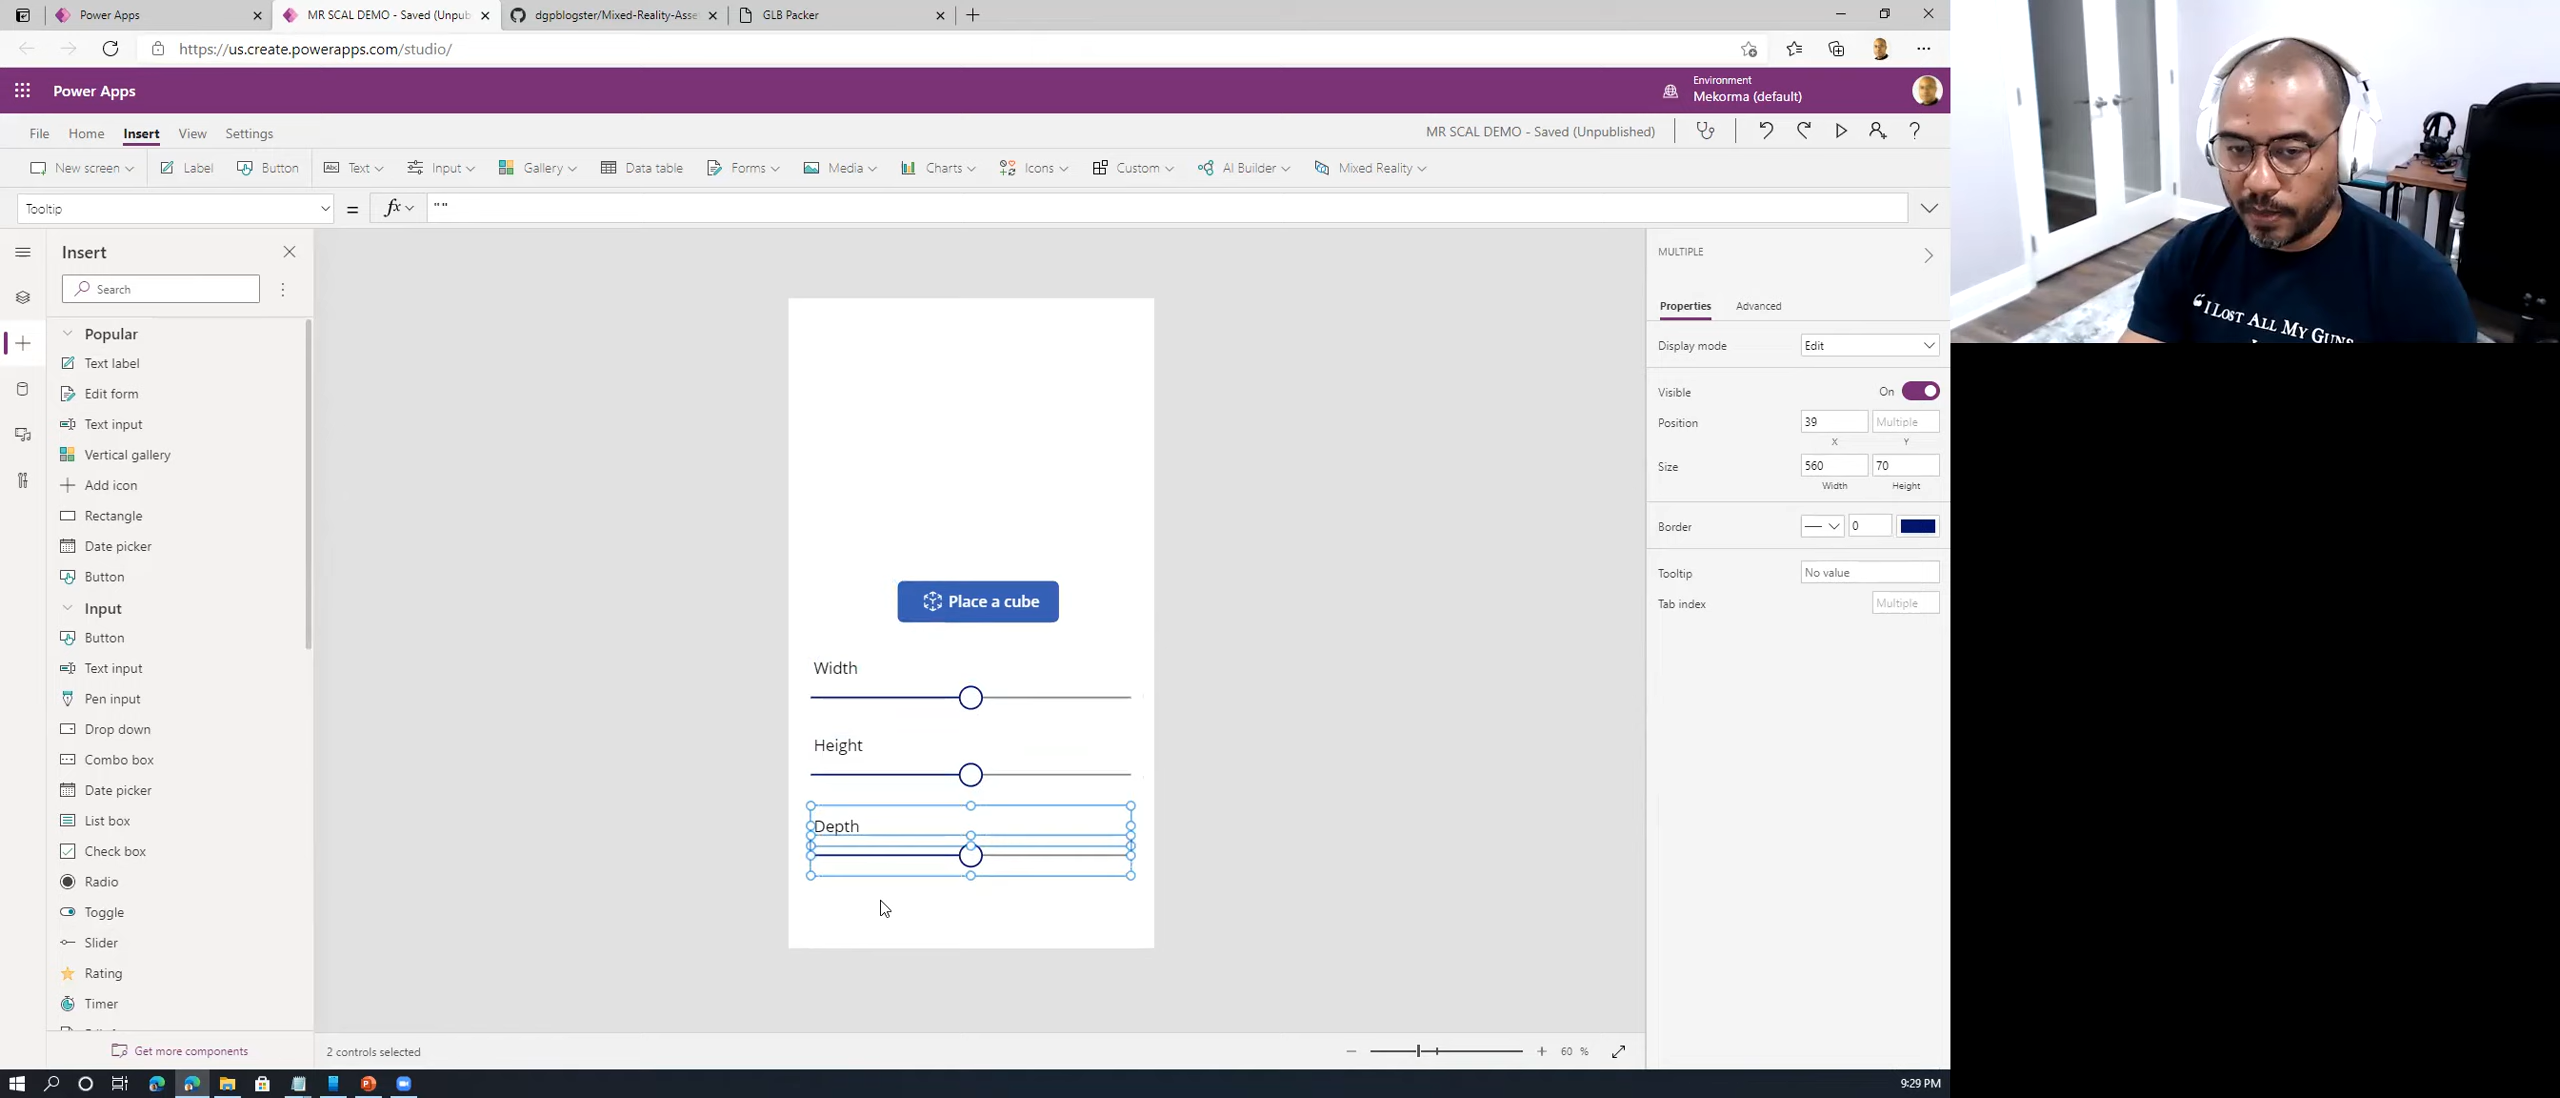 Power Apps
MR SCAL DEMO - Saved (Unpub
dgpblogster/Mixed-Reality-Asse
GLB Packer
https://us.create.powerapps.com/studio/
Power Apps
Environment
Mekorma (default)
File Home Insert View Settings
MR SCAL DEMO - Saved (Unpublished)
New screen Label Button Text Input Gallery Data table Forms Media Charts Icons Custom AI Builder Mixed Reality
Tooltip = fx ""
Insert
Search
Popular
Text label
Edit form
Text input
Vertical gallery
Add icon
Rectangle
Date picker
Button
Input
Button
Text input
Pen input
Drop down
Combo box
Date picker
List box
Check box
Radio
Toggle
Slider
Rating
Timer
Get more components
Place a cube
Width
Height
Depth
2 controls selected
60 %
MULTIPLE
Properties Advanced
Display mode Edit
Visible On
Position 39 Multiple
X Y
Size 560 70
Width Height
Border 0
Tooltip No value
Tab index Multiple
9:29 PM
“I LOST ALL MY GUNS